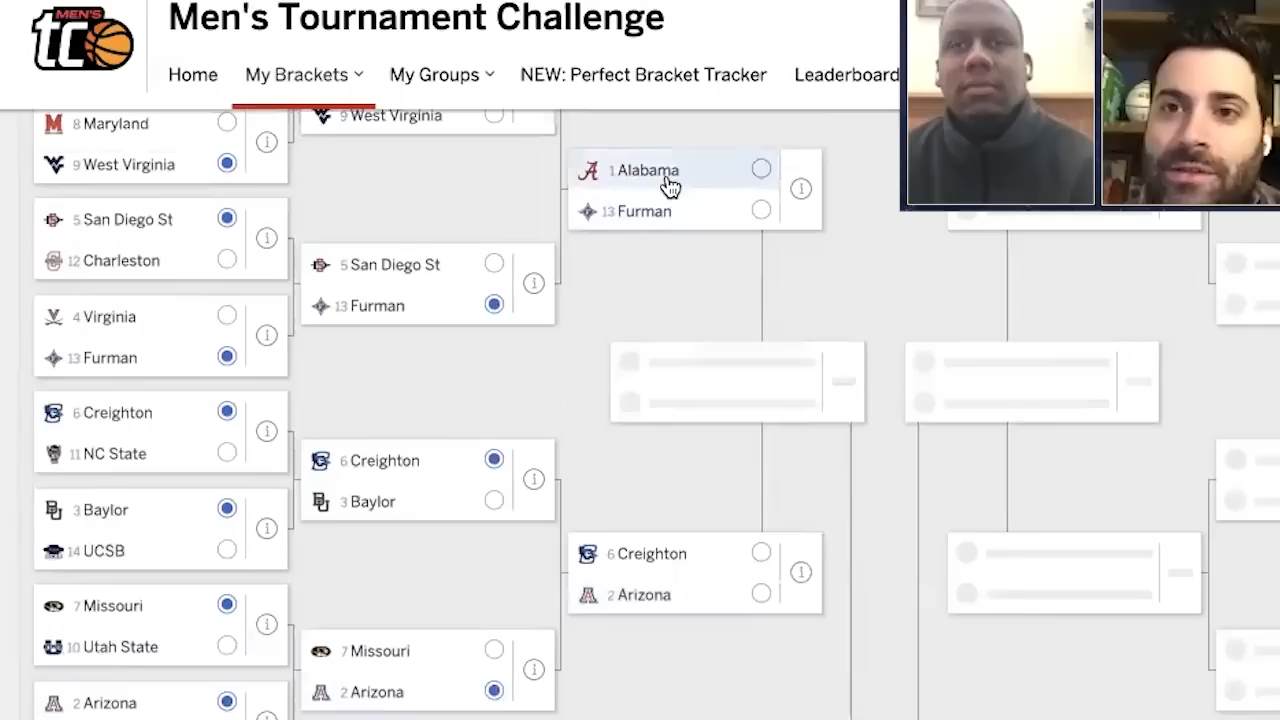 MEN'S
tc
Men's Tournament Challenge
Home My Brackets My Groups NEW: Perfect Bracket Tracker Leaderboard
8 Maryland
9 West Virginia
5 San Diego St
12 Charleston
4 Virginia
13 Furman
6 Creighton
11 NC State
3 Baylor
14 UCSB
7 Missouri
10 Utah State
2 Arizona
9 West Virginia
5 San Diego St
13 Furman
6 Creighton
3 Baylor
7 Missouri
2 Arizona
1 Alabama
13 Furman
6 Creighton
2 Arizona